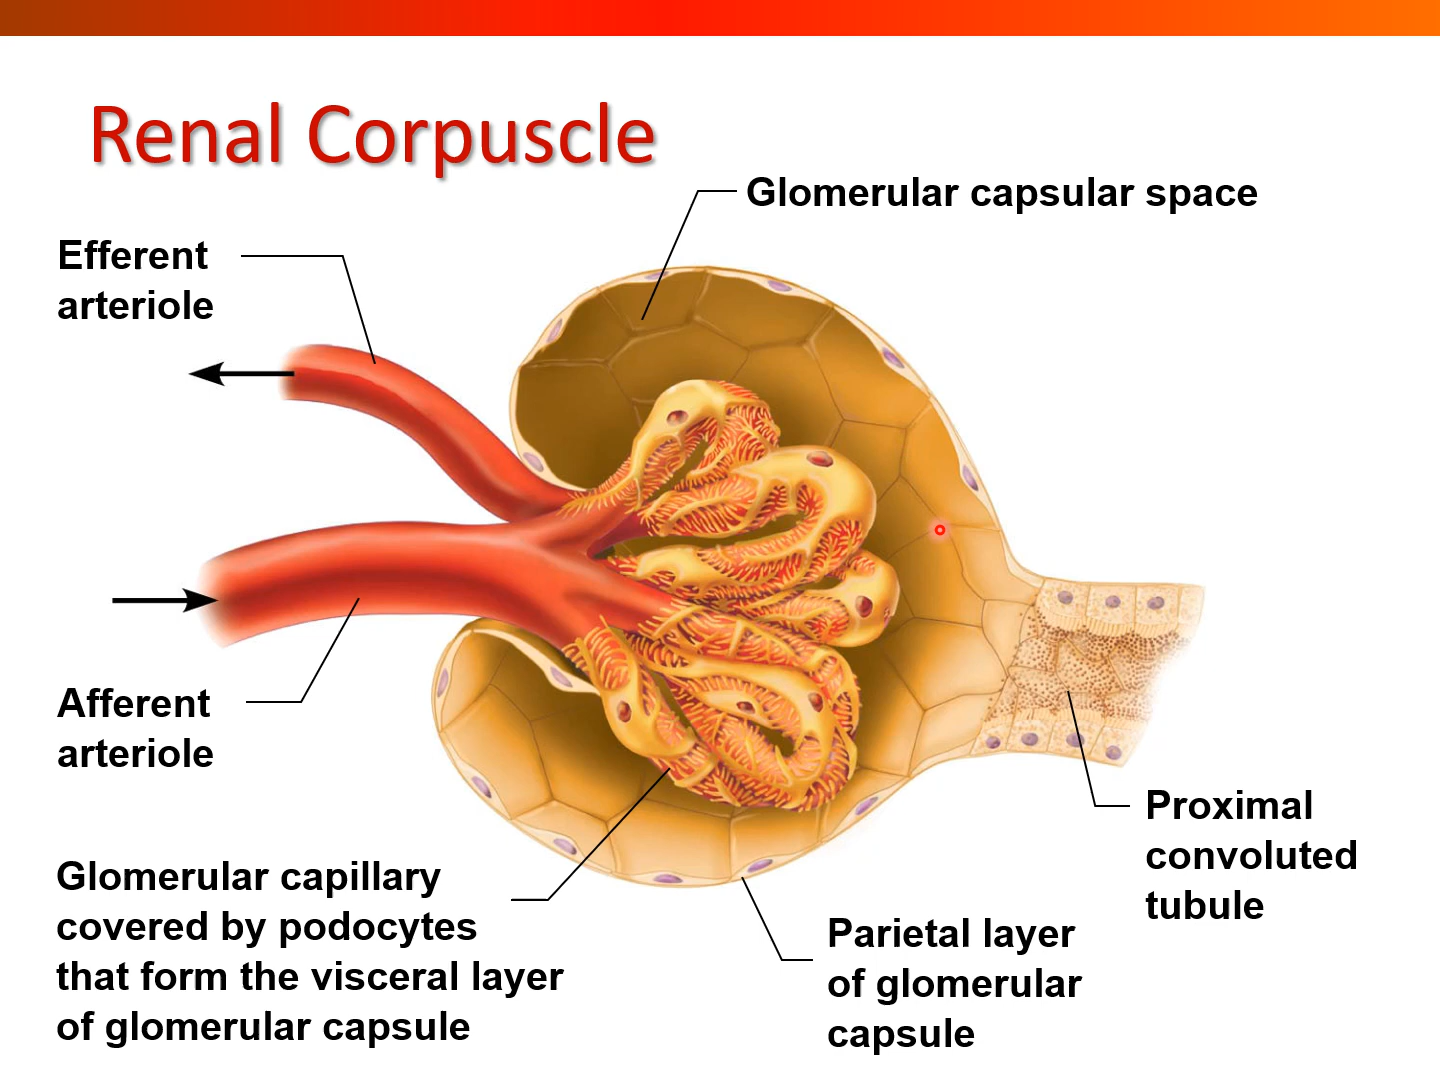 Renal Corpuscle
Glomerular capsular space
Efferent
arteriole
Afferent
arteriole
Glomerular capillary
covered by podocytes
that form the visceral layer
of glomerular capsule
Parietal layer
of glomerular
capsule
Proximal
convoluted
tubule